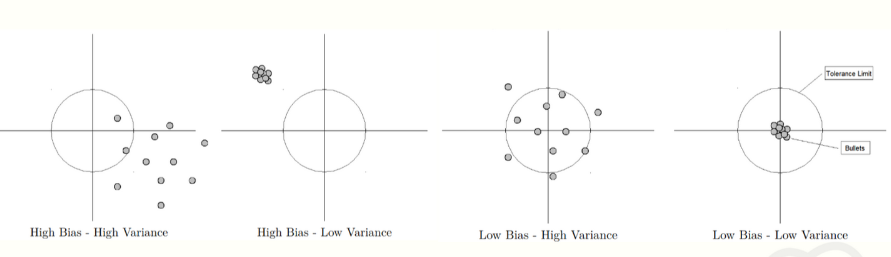 Tolerance Limit
Bullets
High Bias - High Variance
High Bias - Low Variance
Low Bias - High Variance
Low Bias - Low Variance